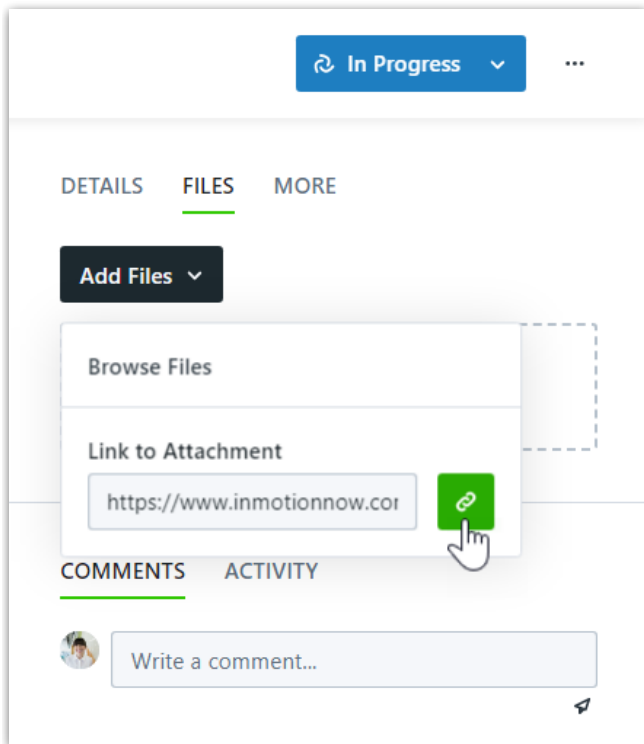 In Progress
DETAILS FILES MORE
Add Files
Browse Files
Link to Attachment
https://www.inmotionnow.cor
COMMENTS ACTIVITY
Write a comment...